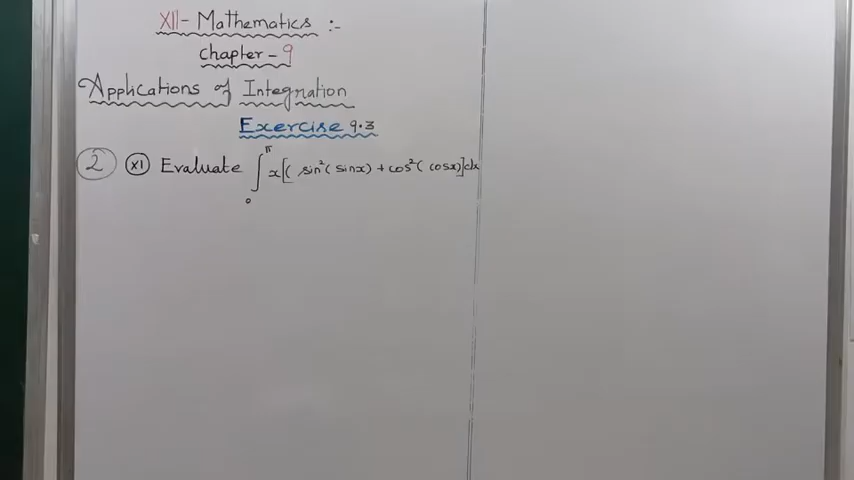 XII - Mathematics :-
Chapter - 9
Applications of Integration
Exercise 9.3
2 (XI) Evaluate ∫₀^π x[( sin²( sinx) + cos²( cosx)]dx